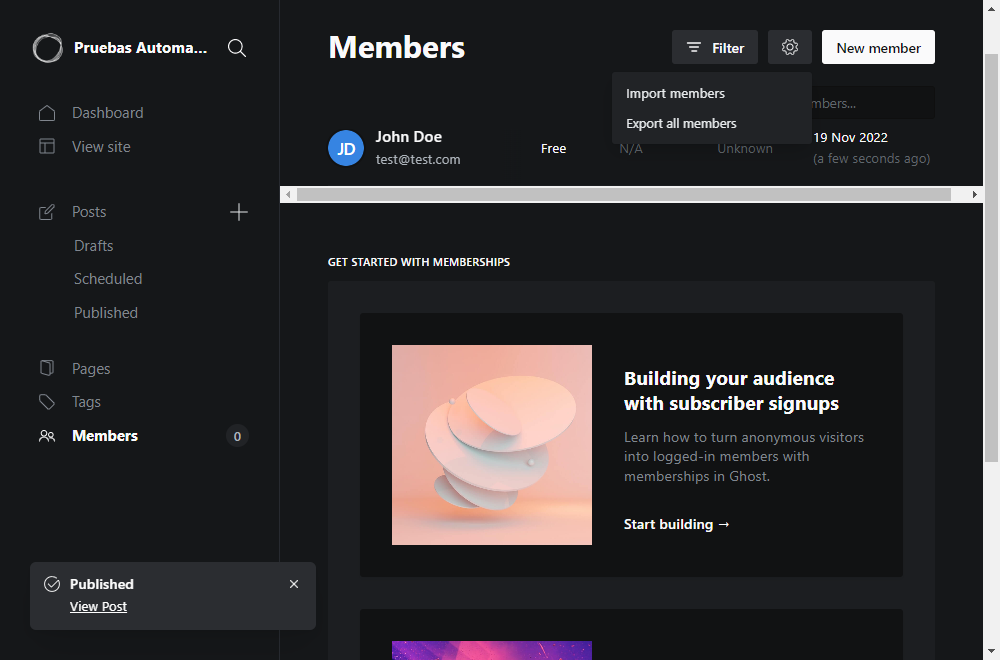 Pruebas Automa...
Members
Filter
New member
Import members
Export all members
Dashboard
View site
John Doe
test@test.com
JD
Free
N/A
Unknown
19 Nov 2022
(a few seconds ago)
Posts
Drafts
Scheduled
Published
Pages
Tags
Members
0
GET STARTED WITH MEMBERSHIPS
Building your audience
with subscriber signups
Learn how to turn anonymous visitors
into logged-in members with
memberships in Ghost.
Start building →
Published
View Post